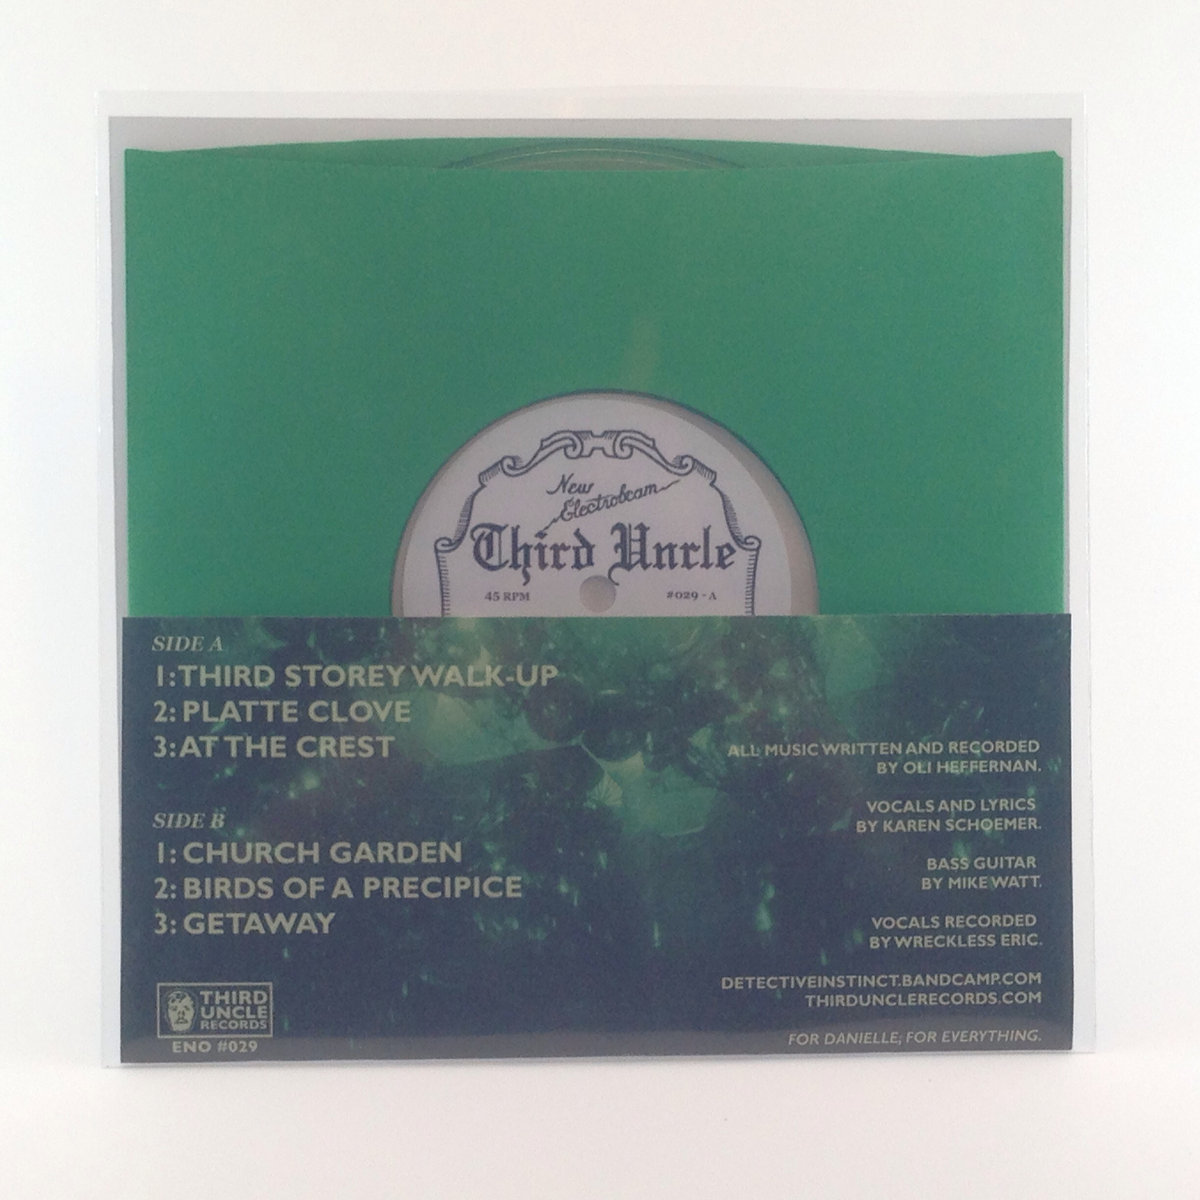 New
Electrobeam
Third Uncle
45 RPM
#029 - A
SIDE A
1: THIRD STOREY WALK-UP
2: PLATTE CLOVE
3: AT THE CREST
SIDE B
1: CHURCH GARDEN
2: BIRDS OF A PRECIPICE
3: GETAWAY
ALL MUSIC WRITTEN AND RECORDED
BY OLI HEFFERNAN.
VOCALS AND LYRICS
BY KAREN SCHOEMER.
BASS GUITAR
BY MIKE WATT.
VOCALS RECORDED
BY WRECKLESS ERIC.
DETECTIVEINSTINCT.BANDCAMP.COM
THIRDUNCLERECORDS.COM
FOR DANIELLE; FOR EVERYTHING.
THIRD
UNCLE
RECORDS
ENO #029